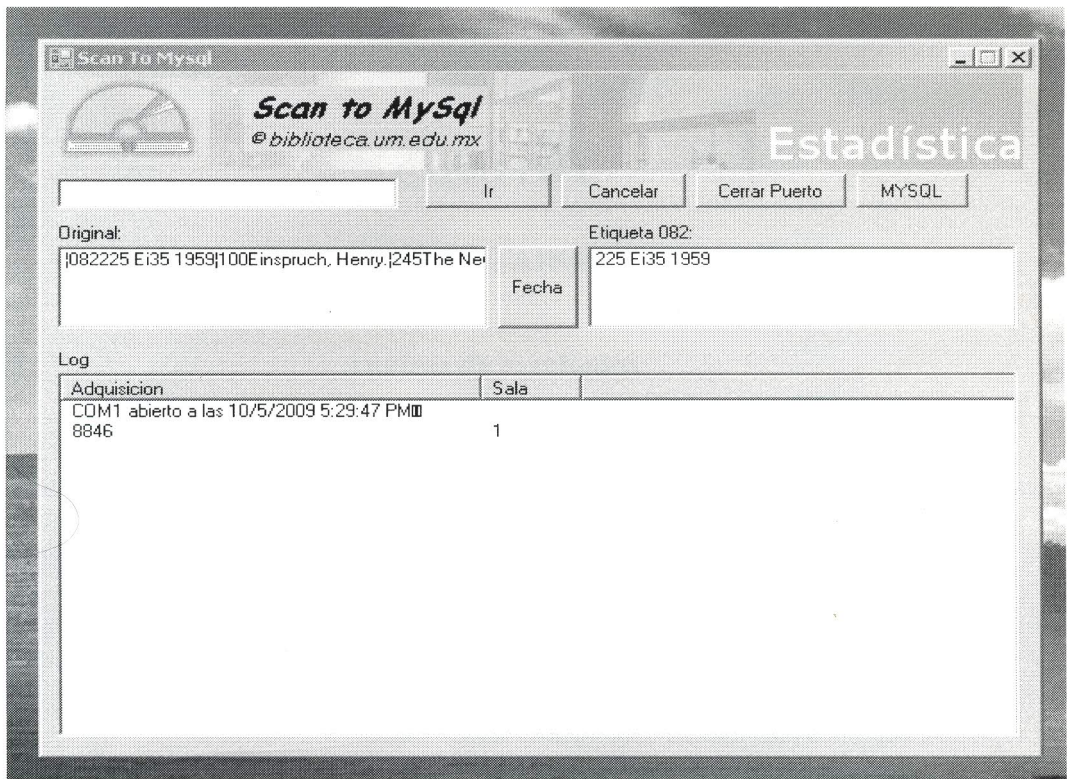 Scan To Mysql
Scan to MySql
© biblioteca.um.edu.mx
Estadística
Ir Cancelar Cerrar Puerto MYSQL
Original: Etiqueta 082:
|082225 Ei35 1959|100Einspruch, Henry.|245The Ne
Fecha
225 Ei35 1959
Log
Adquisicion Sala
COM1 abierto a las 10/5/2009 5:29:47 PM
8846 1